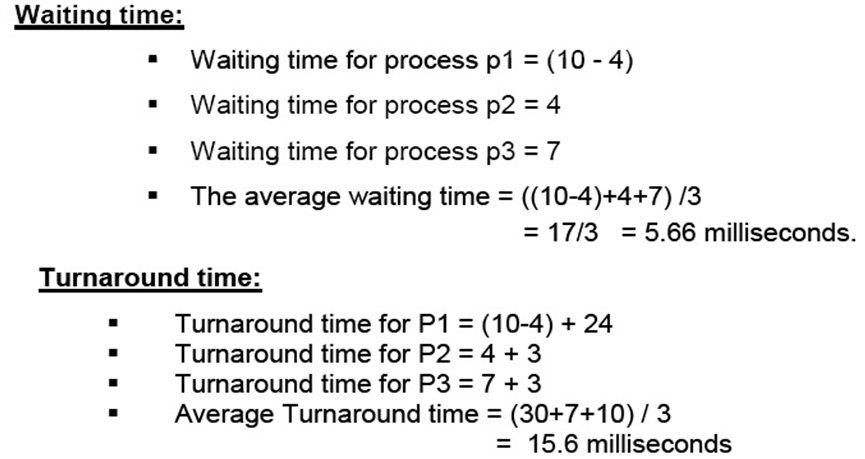 Waiting time:
▪ Waiting time for process p1 = (10 - 4)
▪ Waiting time for process p2 = 4
▪ Waiting time for process p3 = 7
▪ The average waiting time = ((10-4)+4+7) /3
= 17/3 = 5.66 milliseconds.
Turnaround time:
▪ Turnaround time for P1 = (10-4) + 24
▪ Turnaround time for P2 = 4 + 3
▪ Turnaround time for P3 = 7 + 3
▪ Average Turnaround time = (30+7+10) / 3
= 15.6 milliseconds